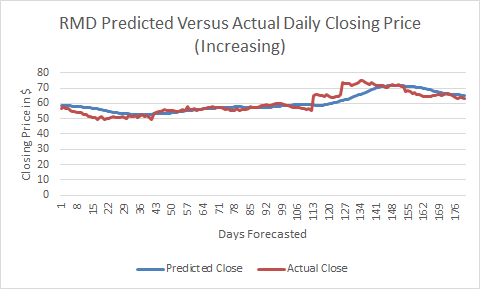 RMD Predicted Versus Actual Daily Closing Price
(Increasing)
Closing Price in $
80
70
60
50
40
30
20
10
0
1 8 15 22 29 36 43 50 57 64 71 78 85 92 99 106 113 120 127 134 141 148 155 162 169 176
Days Forecasted
Predicted Close Actual Close